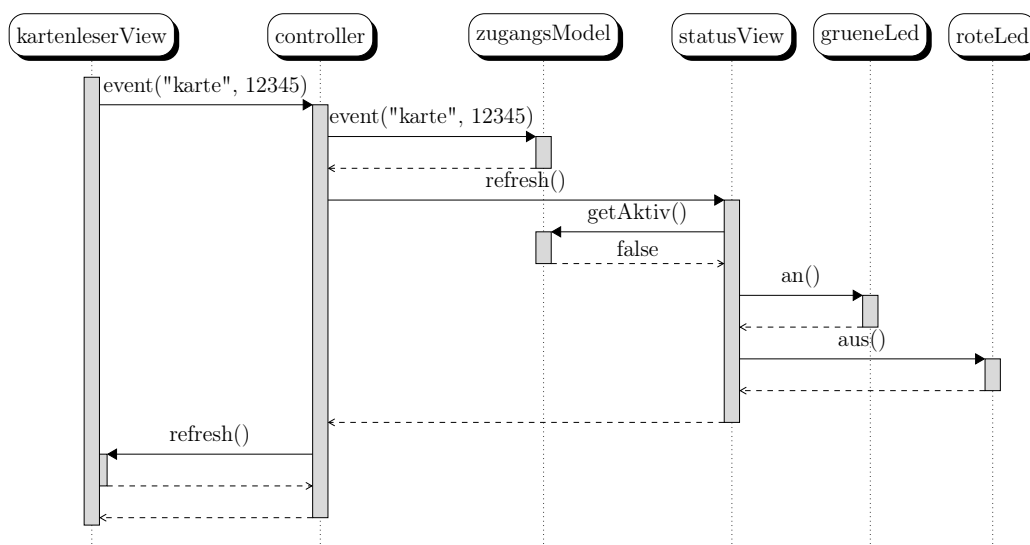 kartenleserView
controller
zugangsModel
statusView
grueneLed
roteLed
event("karte", 12345)
event("karte", 12345)
refresh()
getAktiv()
false
an()
aus()
refresh()